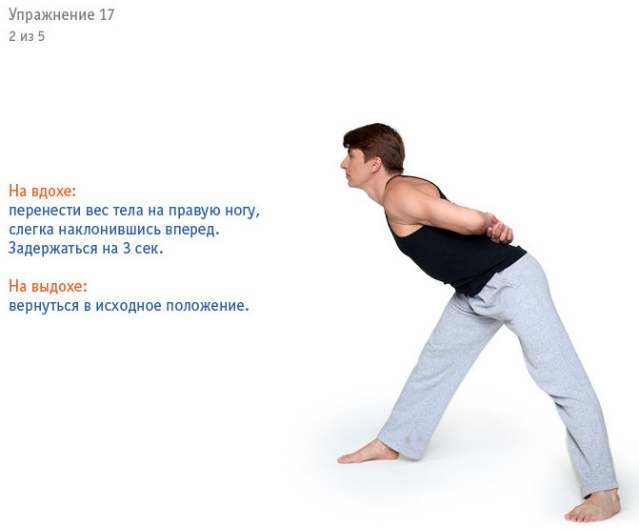 Упражнение 17
2 из 5
На вдохе:
перенести вес тела на правую ногу,
слегка наклонившись вперед.
Задержаться на 3 сек.
На выдохе:
вернуться в исходное положение.